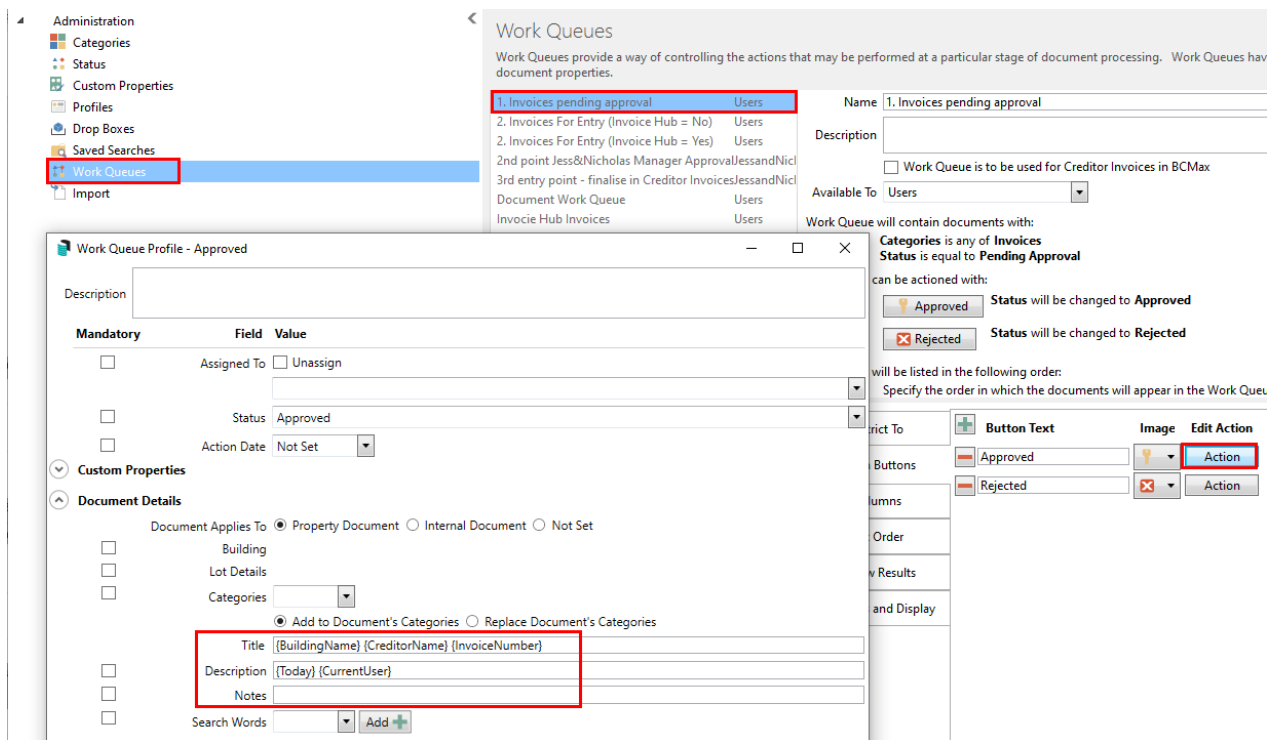 Administration
Categories
Status
Custom Properties
Profiles
Drop Boxes
Saved Searches
Work Queues
Import
Work Queues
Work Queues provide a way of controlling the actions that may be performed at a particular stage of document processing. Work Queues hav
document properties.
1. Invoices pending approval Users
2. Invoices For Entry (Invoice Hub = No) Users
2. Invoices For Entry (Invoice Hub = Yes) Users
2nd point Jess&Nicholas Manager Approval JessandNicl
3rd entry point - finalise in Creditor Invoices JessandNicl
Document Work Queue Users
Invocie Hub Invoices Users
Name 1. Invoices pending approval
Description
Work Queue is to be used for Creditor Invoices in BCMax
Available To Users
Work Queue will contain documents with:
Categories is any of Invoices
Status is equal to Pending Approval
can be actioned with:
Approved Status will be changed to Approved
Rejected Status will be changed to Rejected
will be listed in the following order:
Specify the order in which the documents will appear in the Work Queu
trict To
Buttons
lumns
Order
w Results
and Display
Button Text Image Edit Action
Approved Action
Rejected Action
Work Queue Profile - Approved
Description
Mandatory Field Value
Assigned To Unassign
Status Approved
Action Date Not Set
Custom Properties
Document Details
Document Applies To Property Document Internal Document Not Set
Building
Lot Details
Categories
Add to Document's Categories Replace Document's Categories
Title {BuildingName} {CreditorName} {InvoiceNumber}
Description {Today} {CurrentUser}
Notes
Search Words Add